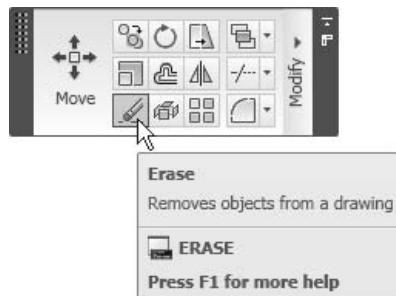 Move
Modify
Erase
Removes objects from a drawing
ERASE
Press F1 for more help